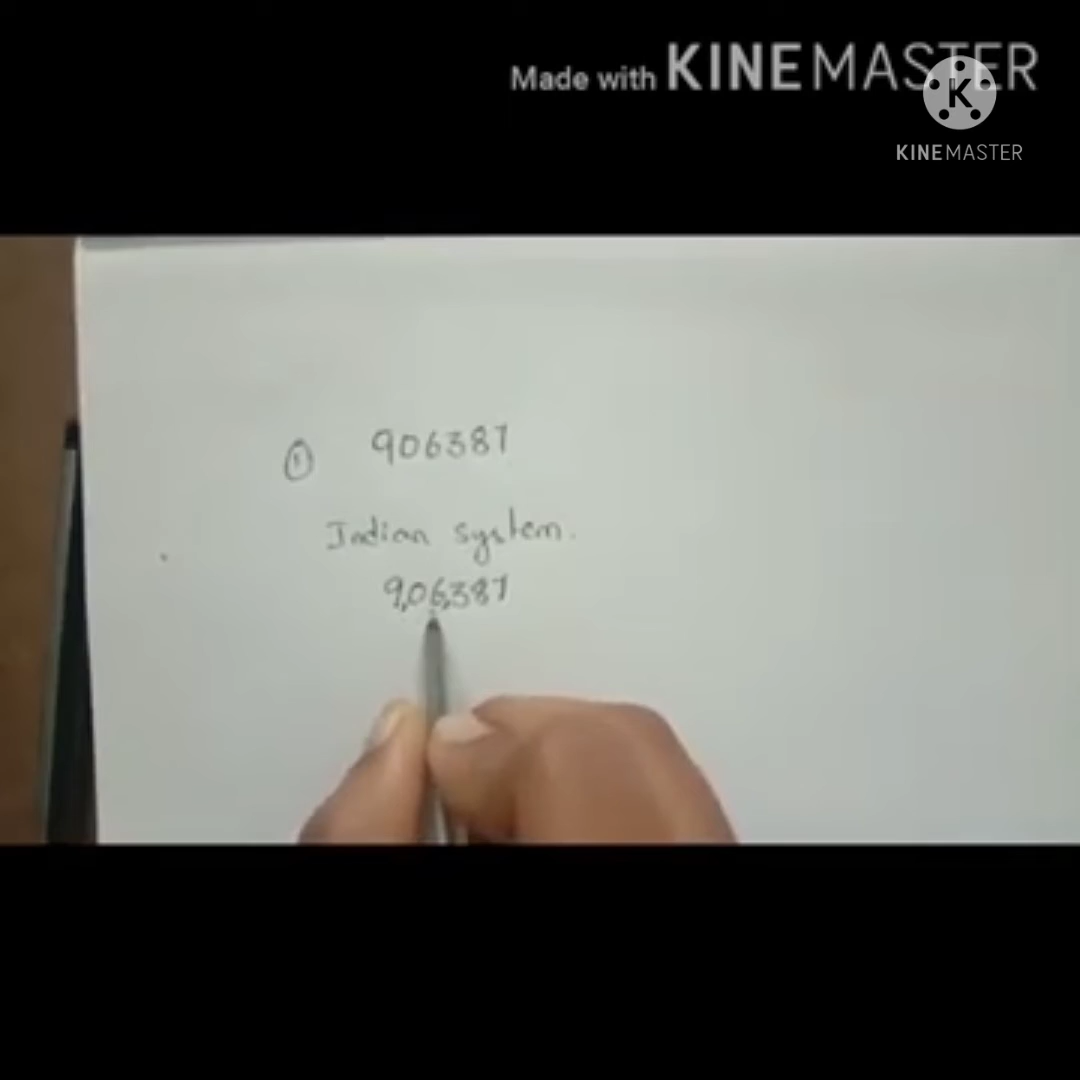 Made with KINEMASTER
K
KINEMASTER
① 906387
Indian system.
9,06,387